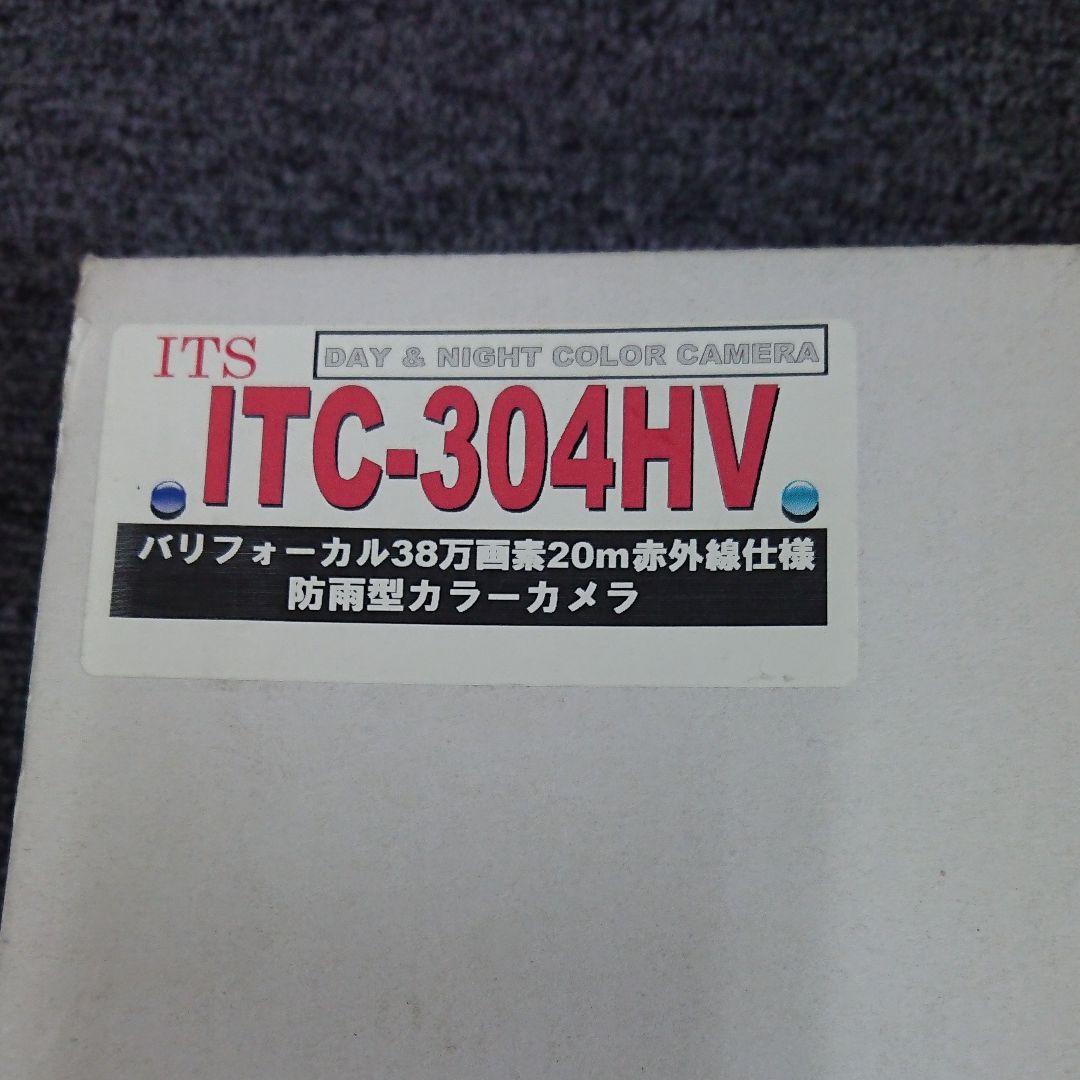 ITS
DAY & NIGHT COLOR CAMERA
ITC-304HV
バリフォーカル38万画素20m赤外線仕様
防雨型カラーカメラ